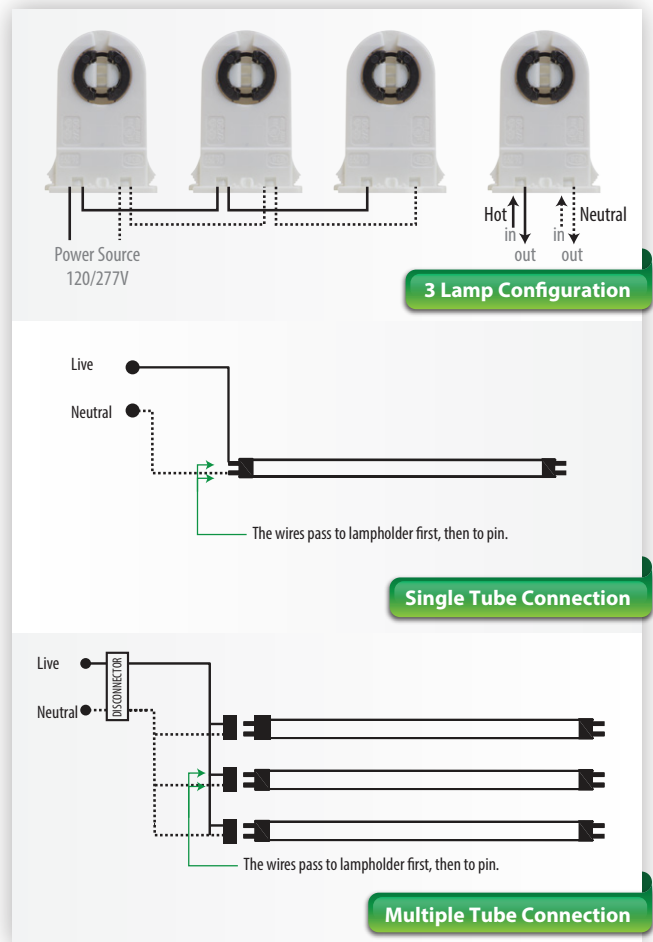 Hot
Neutral
in
in
out
out
Power Source
120/277V
3 Lamp Configuration
Live
Neutral
The wires pass to lampholder first, then to pin.
Single Tube Connection
Live
DISCONNECTOR
Neutral
The wires pass to lampholder first, then to pin.
Multiple Tube Connection